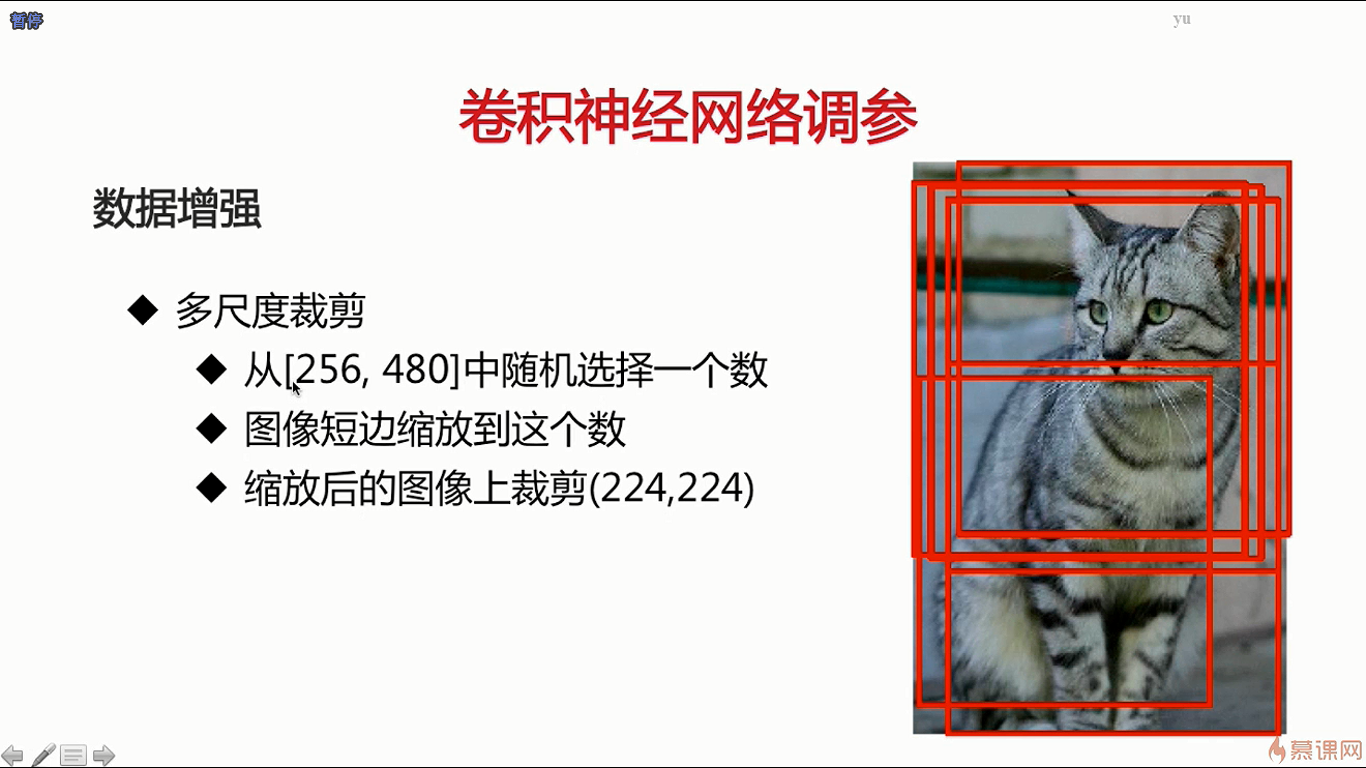 暂停
yu
卷积神经网络调参
数据增强
◆ 多尺度裁剪
◆ 从[256, 480]中随机选择一个数
◆ 图像短边缩放到这个数
◆ 缩放后的图像上裁剪(224,224)
慕课网